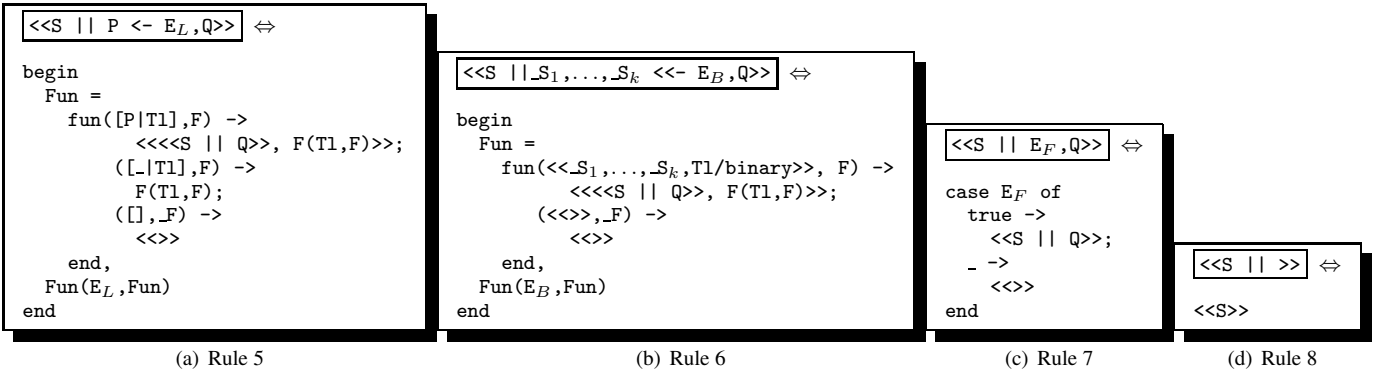 <<S || P <- E_L,Q>> ⇔
begin
  Fun =
    fun([P|Tl],F) ->
          <<<<S || Q>>, F(Tl,F)>>;
       ([_|Tl],F) ->
          F(Tl,F);
       ([],_F) ->
          <<>>
    end,
  Fun(E_L,Fun)
end
(a) Rule 5
<<S ||_S_1,...,_S_k <<- E_B,Q>> ⇔
begin
  Fun =
    fun(<<_S_1,...,_S_k,Tl/binary>>, F) ->
          <<<<S || Q>>, F(Tl,F)>>;
       (<<>>,_F) ->
          <<>>
    end,
  Fun(E_B,Fun)
end
(b) Rule 6
<<S || E_F,Q>> ⇔
case E_F of
  true ->
    <<S || Q>>;
  _ ->
    <<>>
end
(c) Rule 7
<<S || >> ⇔
<<S>>
(d) Rule 8